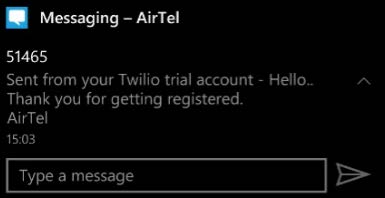 Messaging – AirTel
51465
Sent from your Twilio trial account - Hello..
Thank you for getting registered.
AirTel
15:03
Type a message